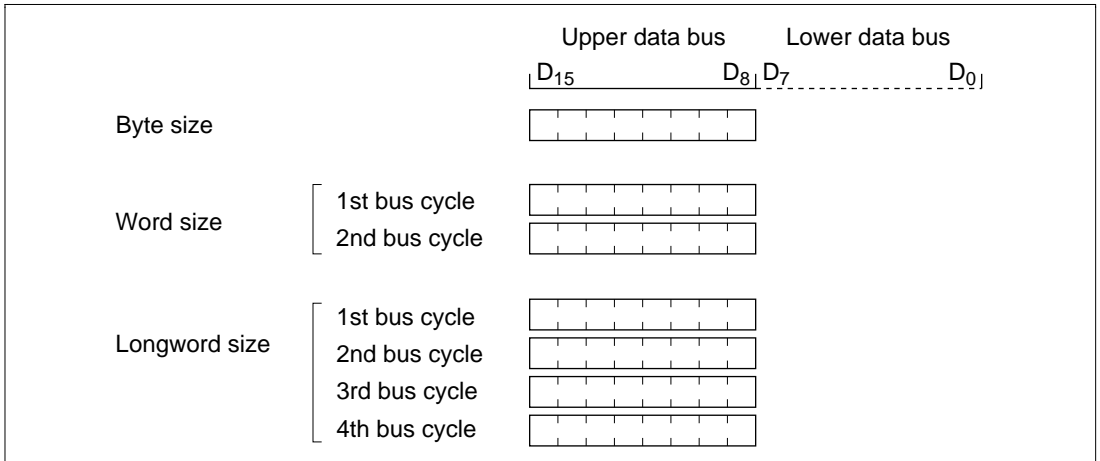 Upper data bus Lower data bus
D15 D8 D7 D0
Byte size
Word size
1st bus cycle
2nd bus cycle
Longword size
1st bus cycle
2nd bus cycle
3rd bus cycle
4th bus cycle